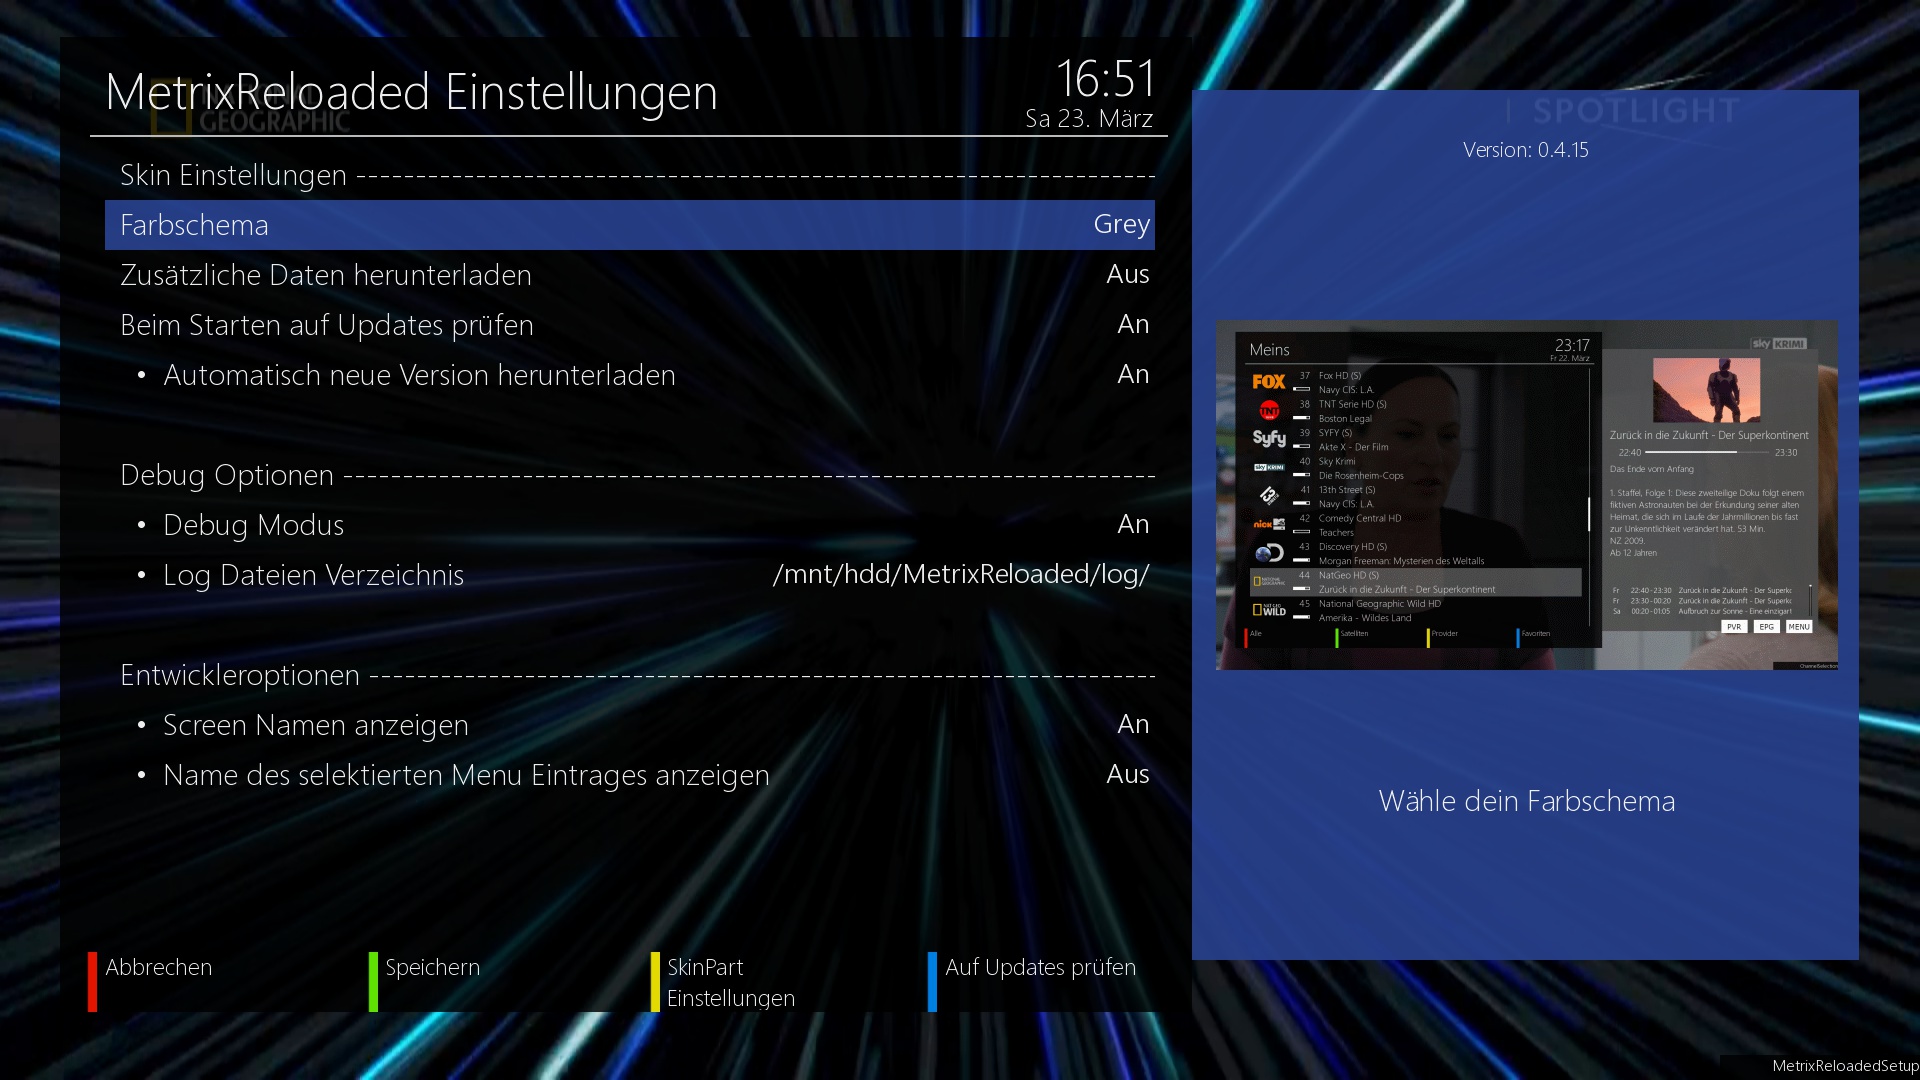 MetrixReloaded Einstellungen
NATIONAL
GEOGRAPHIC
16:51
Sa 23. März
Skin Einstellungen
Farbschema Grey
Zusätzliche Daten herunterladen Aus
Beim Starten auf Updates prüfen An
• Automatisch neue Version herunterladen An
Debug Optionen
• Debug Modus An
• Log Dateien Verzeichnis /mnt/hdd/MetrixReloaded/log/
Entwickleroptionen
• Screen Namen anzeigen An
• Name des selektierten Menu Eintrages anzeigen Aus
Abbrechen
Speichern
SkinPart
Einstellungen
Auf Updates prüfen
SPOTLIGHT
Version: 0.4.15
Meins
23:17
Fr 22. März
FOX 37 Fox HD (S)
Navy CIS: L.A.
TNT 38 TNT Serie HD (S)
Boston Legal
Syfy 39 SYFY (S)
Akte X - Der Film
sky KRIMI 40 Sky Krimi
Die Rosenheim-Cops
13 41 13th Street (S)
Navy CIS: L.A.
nick 42 Comedy Central HD
Teachers
43 Discovery HD (S)
Morgan Freeman: Mysterien des Weltalls
44 NatGeo HD (S)
Zurück in die Zukunft - Der Superkontinent
NAT GEO WILD 45 National Geographic Wild HD
Amerika - Wildes Land
Alle
Satelliten
Provider
Favoriten
sky KRIMI
Zurück in die Zukunft - Der Superkontinent
22:40 23:30
Das Ende vom Anfang
1. Staffel, Folge 1: Diese zweiteilige Doku folgt einem
fiktiven Astronauten bei der Erkundung seiner alten
Heimat, die sich im Laufe der Jahrmillionen bis fast
zur Unkenntlichkeit verändert hat. 53 Min.
NZ 2009.
Ab 12 Jahren
Fr 22:40-23:30 Zurück in die Zukunft - Der Superkc
Fr 23:30-00:20 Zurück in die Zukunft - Der Superkc
Sa 00:20-01:05 Aufbruch zur Sonne - Eine einzigart
PVR EPG MENU
ChannelSelection
Wähle dein Farbschema
MetrixReloadedSetup